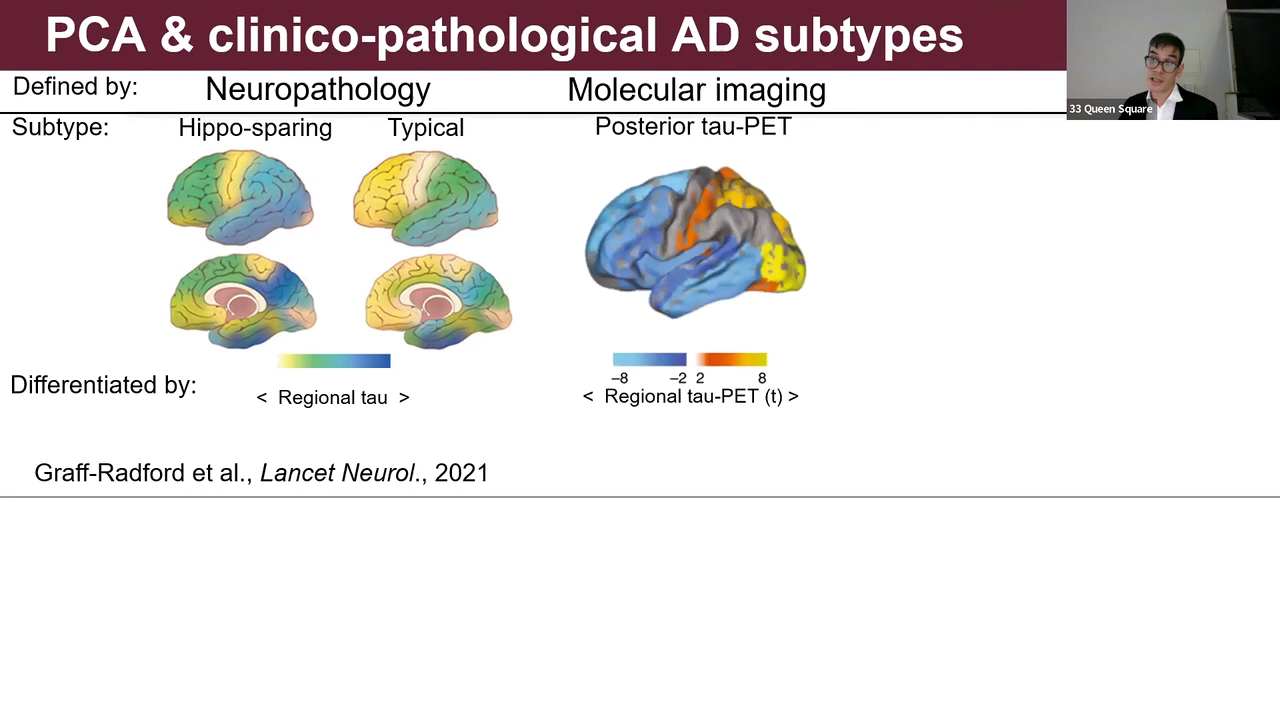 PCA & clinico-pathological AD subtypes
33 Queen Square
Defined by: Neuropathology Molecular imaging
Subtype: Hippo-sparing Typical Posterior tau-PET
–8 –2 2 8
Differentiated by: < Regional tau > < Regional tau-PET (t) >
Graff-Radford et al., Lancet Neurol., 2021